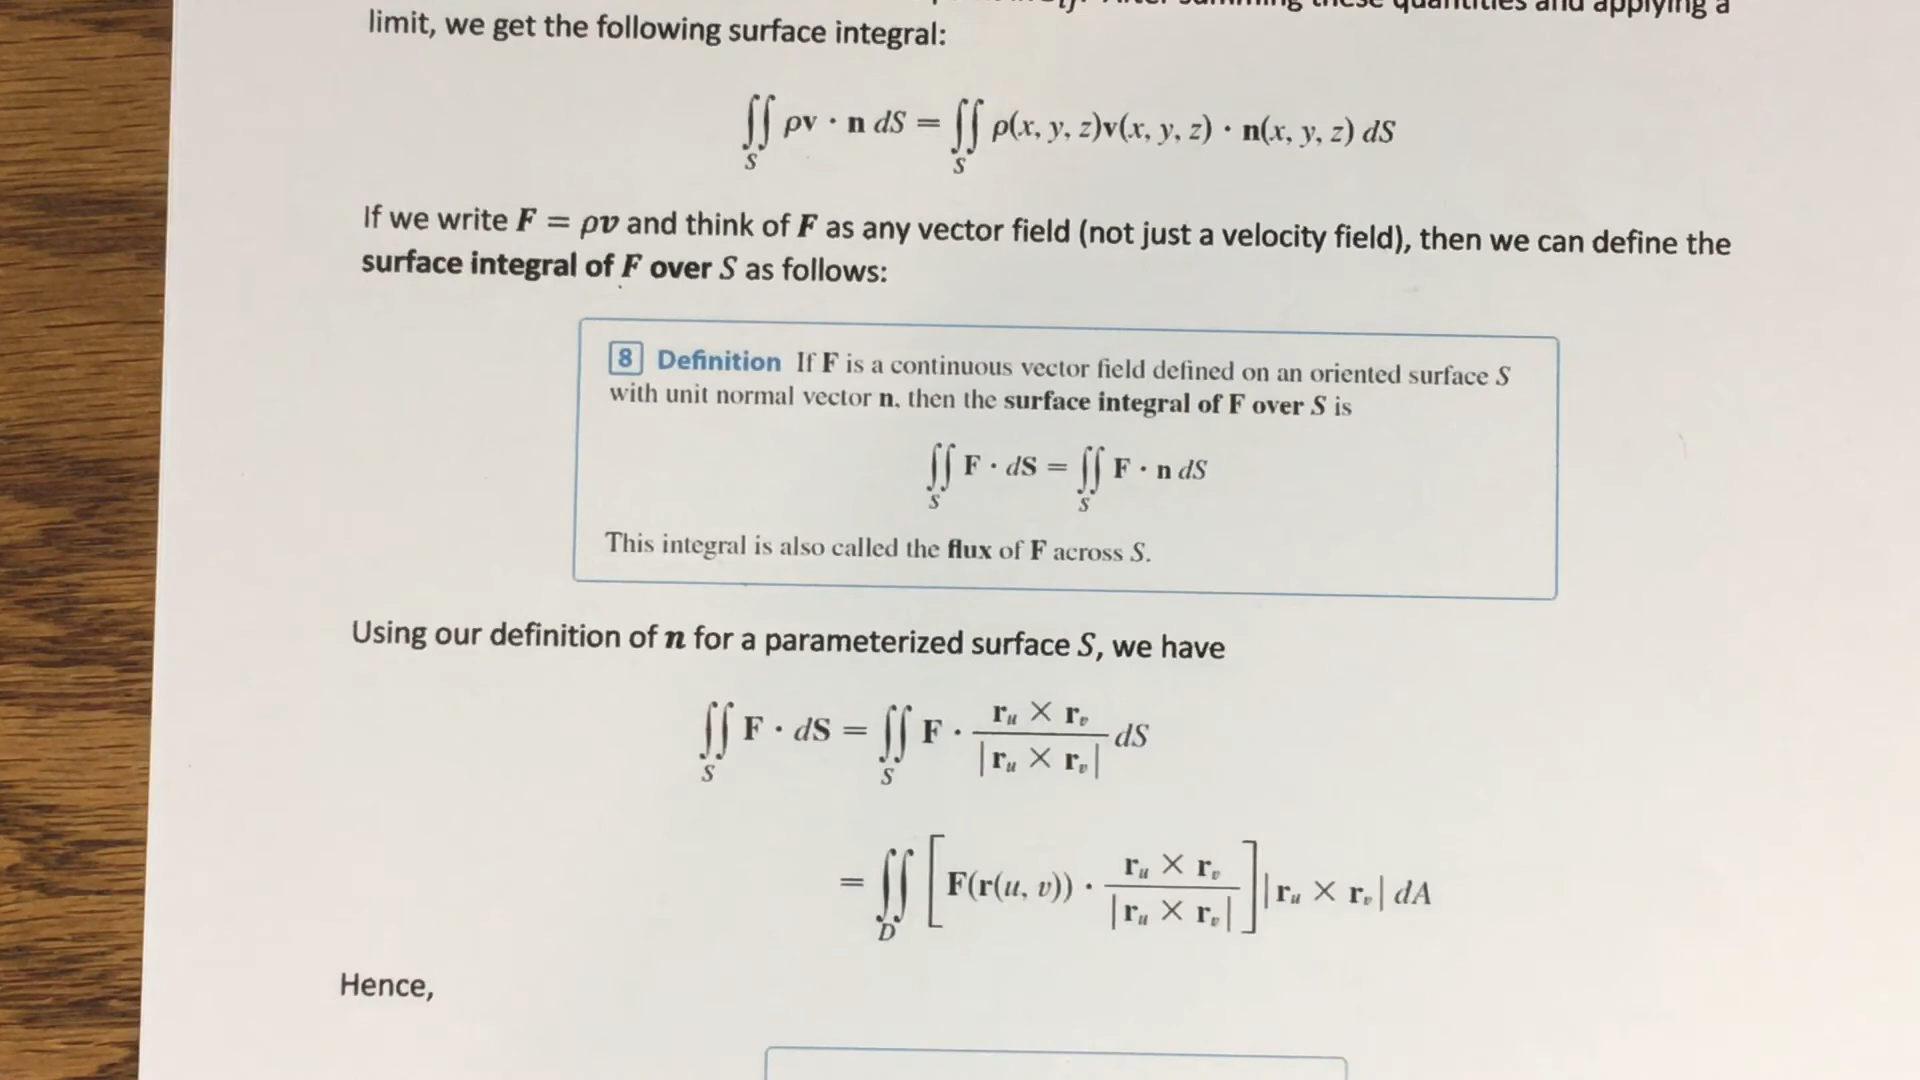 these quantities and applying a
limit, we get the following surface integral:
∬_S ρv · n dS = ∬_S ρ(x, y, z)v(x, y, z) · n(x, y, z) dS
If we write F = ρv and think of F as any vector field (not just a velocity field), then we can define the
surface integral of F over S as follows:
8 Definition If F is a continuous vector field defined on an oriented surface S
with unit normal vector n, then the surface integral of F over S is
∬_S F · dS = ∬_S F · n dS
This integral is also called the flux of F across S.
Using our definition of n for a parameterized surface S, we have
∬_S F · dS = ∬_S F · (r_u × r_v)/|r_u × r_v| dS
= ∬_D [F(r(u, v)) · (r_u × r_v)/|r_u × r_v|] |r_u × r_v| dA
Hence,